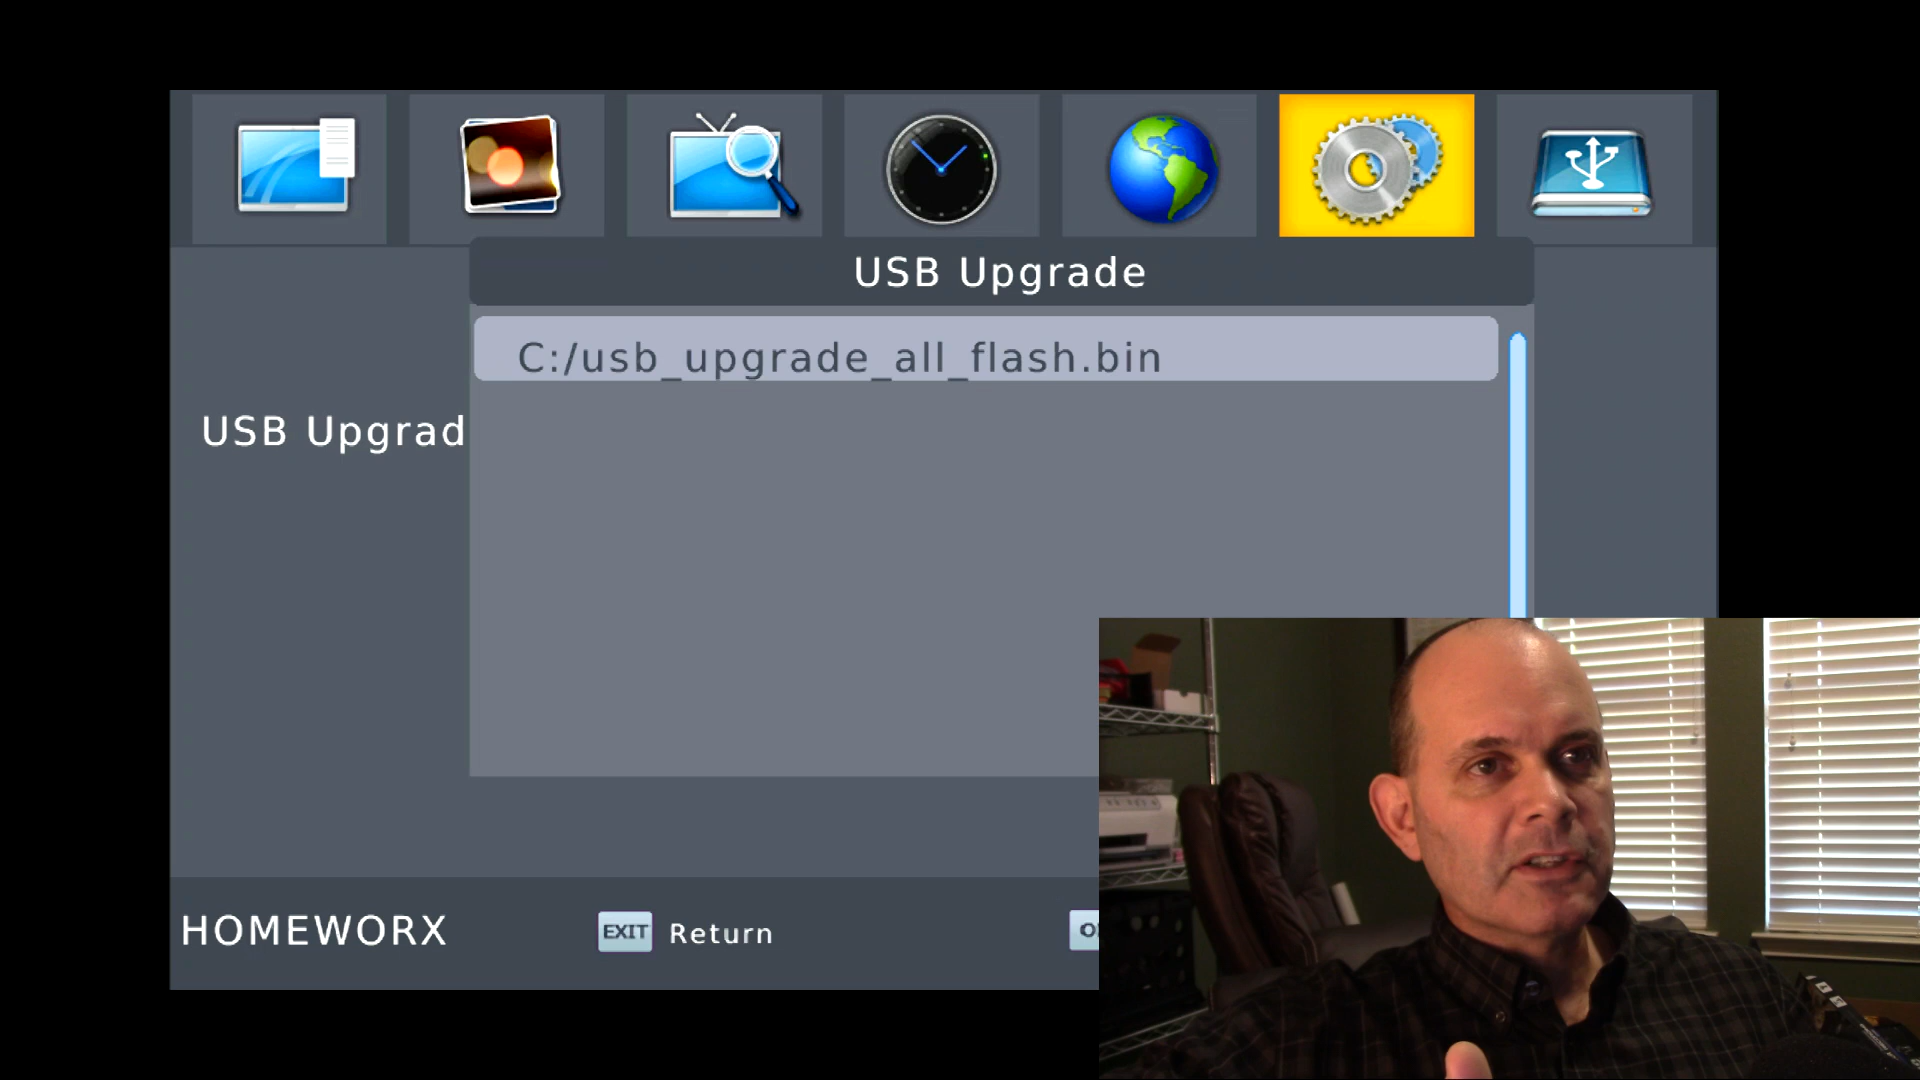 USB Upgrade
C:/usb_upgrade_all_flash.bin
USB Upgrad
HOMEWORX
EXIT Return